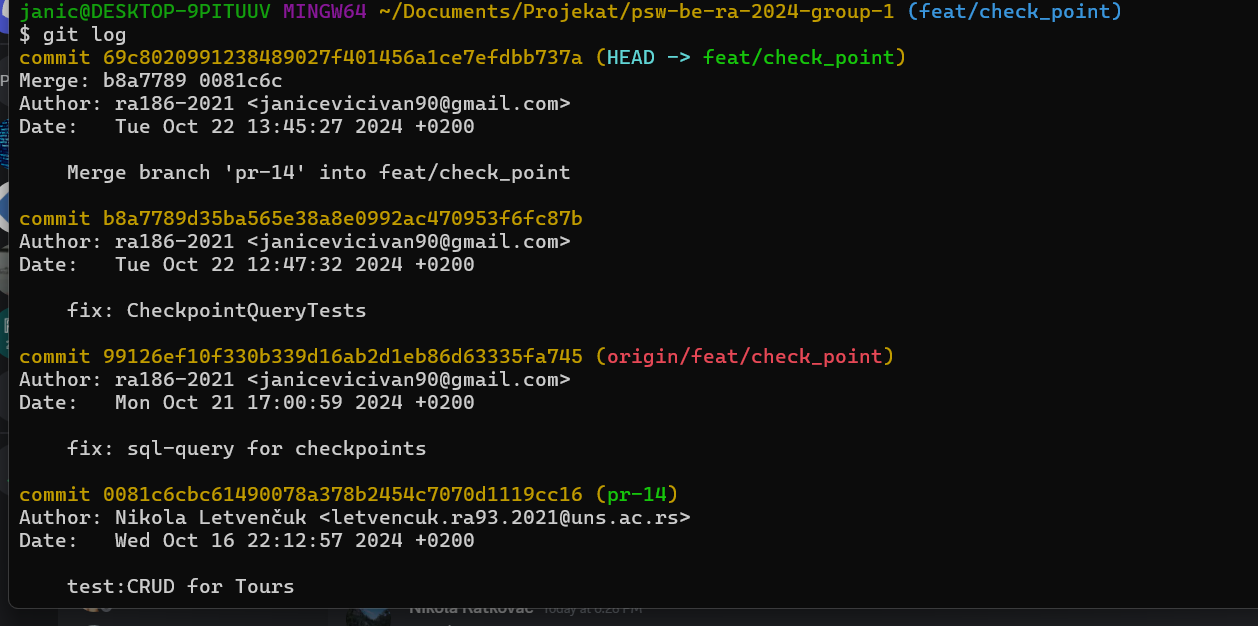 janic@DESKTOP-9PITUUV MINGW64 ~/Documents/Projekat/psw-be-ra-2024-group-1 (feat/check_point)
$ git log
commit 69c8020991238489027f401456a1ce7efdbb737a (HEAD -> feat/check_point)
Merge: b8a7789 0081c6c
Author: ra186-2021 <janicevicivan90@gmail.com>
Date:   Tue Oct 22 13:45:27 2024 +0200
Merge branch 'pr-14' into feat/check_point
commit b8a7789d35ba565e38a8e0992ac470953f6fc87b
Author: ra186-2021 <janicevicivan90@gmail.com>
Date:   Tue Oct 22 12:47:32 2024 +0200
fix: CheckpointQueryTests
commit 99126ef10f330b339d16ab2d1eb86d63335fa745 (origin/feat/check_point)
Author: ra186-2021 <janicevicivan90@gmail.com>
Date:   Mon Oct 21 17:00:59 2024 +0200
fix: sql-query for checkpoints
commit 0081c6cbc61490078a378b2454c7070d1119cc16 (pr-14)
Author: Nikola Letvenčuk <letvencuk.ra93.2021@uns.ac.rs>
Date:   Wed Oct 16 22:12:57 2024 +0200
test:CRUD for Tours
Nikola Ratkovac